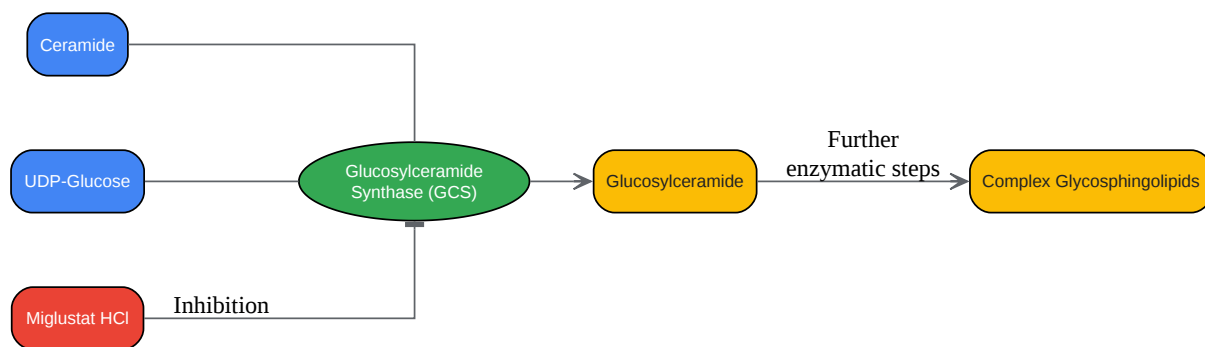 Ceramide
UDP-Glucose
Glucosylceramide
Synthase (GCS)
Glucosylceramide
Further
enzymatic steps
Complex Glycosphingolipids
Miglustat HCl
Inhibition